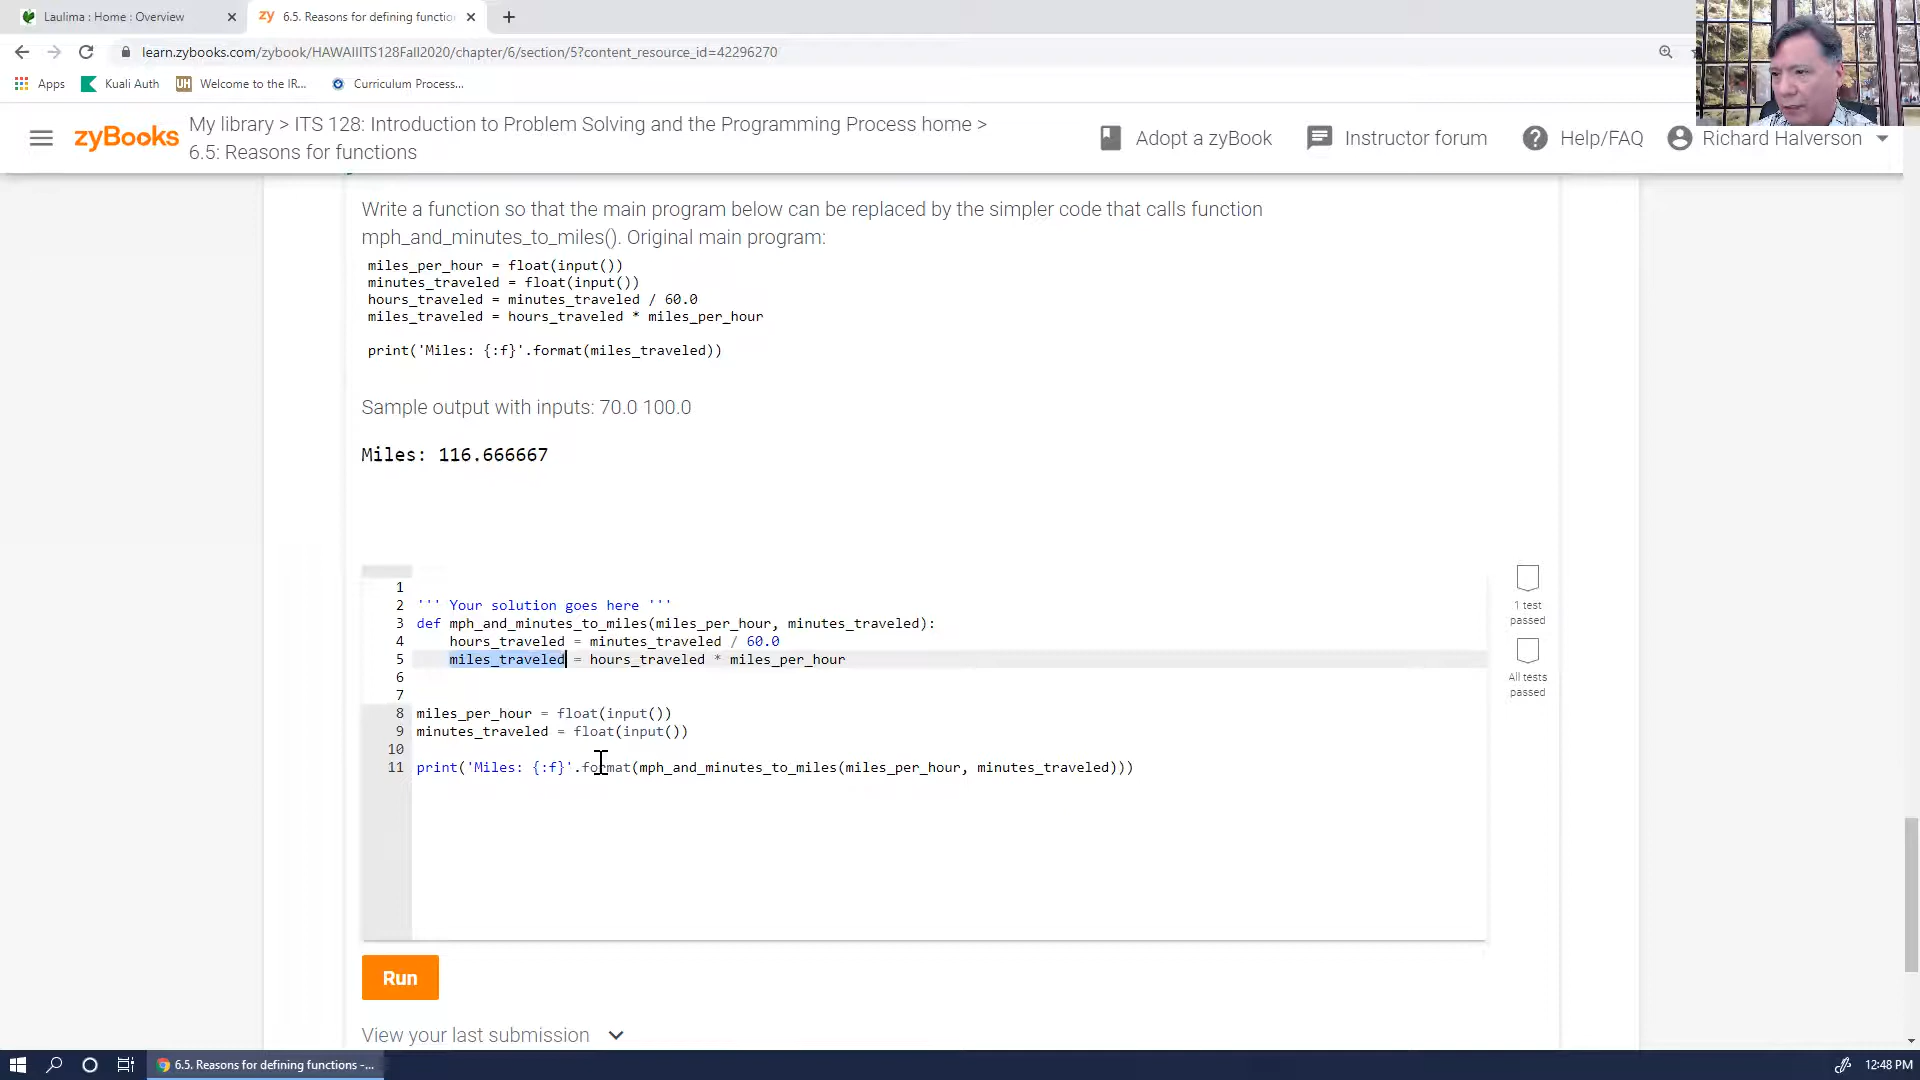 Laulima : Home : Overview
zy 6.5. Reasons for defining functio
learn.zybooks.com/zybook/HAWAIIITS128Fall2020/chapter/6/section/5?content_resource_id=42296270
Apps Kuali Auth UH Welcome to the IR... Curriculum Process...
zyBooks My library > ITS 128: Introduction to Problem Solving and the Programming Process home >
6.5: Reasons for functions
Adopt a zyBook Instructor forum Help/FAQ Richard Halverson
Write a function so that the main program below can be replaced by the simpler code that calls function
mph_and_minutes_to_miles(). Original main program:
miles_per_hour = float(input())
minutes_traveled = float(input())
hours_traveled = minutes_traveled / 60.0
miles_traveled = hours_traveled * miles_per_hour
print('Miles: {:f}'.format(miles_traveled))
Sample output with inputs: 70.0 100.0
Miles: 116.666667
1
2 ''' Your solution goes here '''
3 def mph_and_minutes_to_miles(miles_per_hour, minutes_traveled):
4 hours_traveled = minutes_traveled / 60.0
5 miles_traveled = hours_traveled * miles_per_hour
6
7
8 miles_per_hour = float(input())
9 minutes_traveled = float(input())
10
11 print('Miles: {:f}'.format(mph_and_minutes_to_miles(miles_per_hour, minutes_traveled)))
1 test
passed
All tests
passed
Run
View your last submission
6.5. Reasons for defining functions -...
12:48 PM